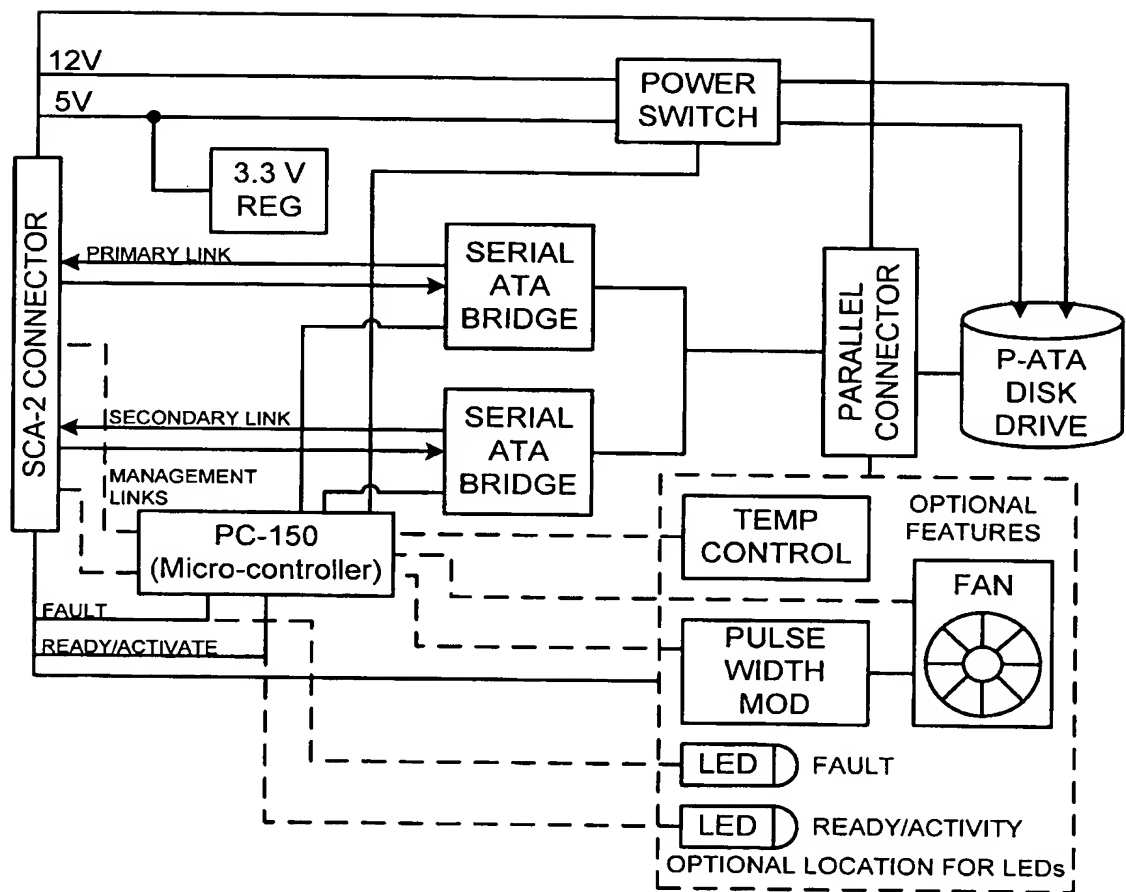 12V
5V
POWER
SWITCH
3.3 V
REG
SCA-2 CONNECTOR
PRIMARY LINK
SERIAL
ATA
BRIDGE
PARALLEL
CONNECTOR
P-ATA
DISK
DRIVE
SECONDARY LINK
SERIAL
ATA
BRIDGE
MANAGEMENT
LINKS
PC-150
(Micro-controller)
TEMP
CONTROL
OPTIONAL
FEATURES
FAN
FAULT
READY/ACTIVATE
PULSE
WIDTH
MOD
LED
FAULT
LED
READY/ACTIVITY
OPTIONAL LOCATION FOR LEDs